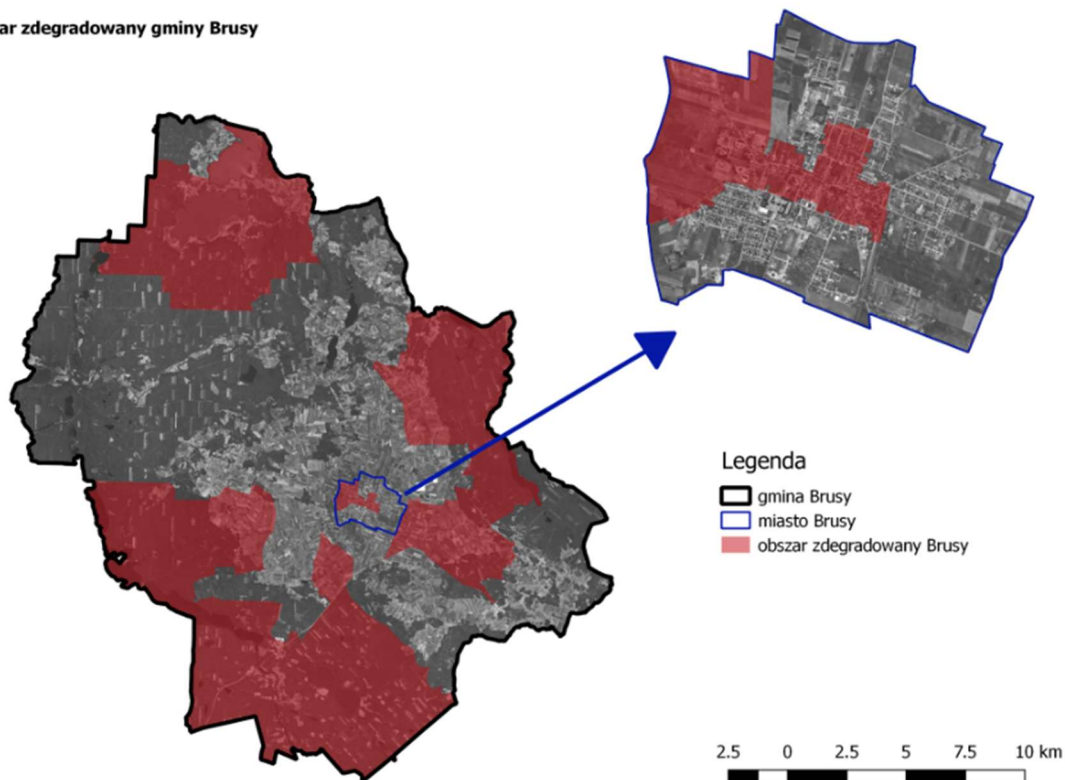 zdegradowany gminy Brusy
Legenda
gmina Brusy
miasto Brusy
obszar zdegradowany Brusy
2.5 0 2.5 5 7.5 10 km